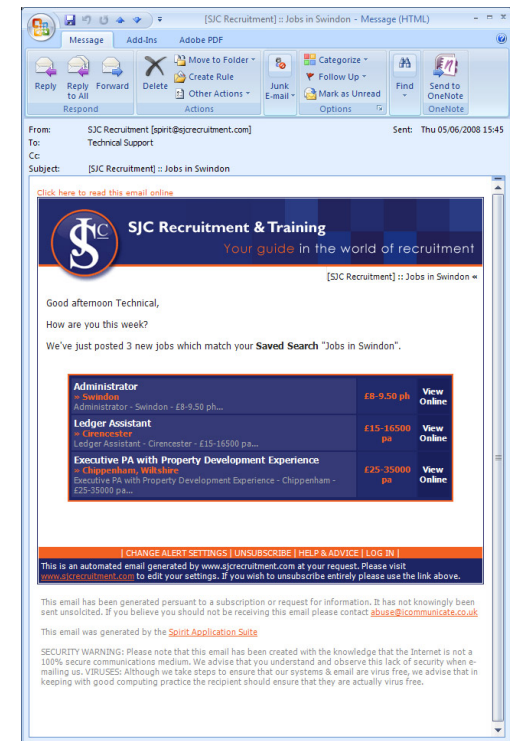 [SJC Recruitment] :: Jobs in Swindon - Message (HTML)
Message Add-Ins Adobe PDF
Reply
Reply to All
Forward
Delete
Move to Folder
Create Rule
Other Actions
Junk E-mail
Categorize
Follow Up
Mark as Unread
Find
Send to OneNote
Respond Actions Options OneNote
From: SJC Recruitment [spirit@sjcrecruitment.com] Sent: Thu 05/06/2008 15:45
To: Technical Support
Cc:
Subject: [SJC Recruitment] :: Jobs in Swindon
Click here to read this email online
SJC
SJC Recruitment & Training
Your guide in the world of recruitment
[SJC Recruitment] :: Jobs in Swindon «
Good afternoon Technical,
How are you this week?
We've just posted 3 new jobs which match your Saved Search "Jobs in Swindon".
Administrator
» Swindon
Administrator - Swindon - £8-9.50 ph...
£8-9.50 ph
View Online
Ledger Assistant
» Cirencester
Ledger Assistant - Cirencester - £15-16500 pa...
£15-16500 pa
View Online
Executive PA with Property Development Experience
» Chippenham, Wiltshire
Executive PA with Property Development Experience - Chippenham -
£25-35000 pa...
£25-35000 pa
View Online
| CHANGE ALERT SETTINGS | UNSUBSCRIBE | HELP & ADVICE | LOG IN |
This is an automated email generated by www.sjcrecruitment.com at your request. Please visit
www.sjcrecruitment.com to edit your settings. If you wish to unsubscribe entirely please use the link above.
This email has been generated persuant to a subscription or request for information. It has not knowingly been
sent unsolcited. If you believe you should not be receiving this email please contact abuse@icommunicate.co.uk
This email was generated by the Spirit Application Suite
SECURITY WARNING: Please note that this email has been created with the knowledge that the Internet is not a
100% secure communications medium. We advise that you understand and observe this lack of security when e-
mailing us. VIRUSES: Although we take steps to ensure that our systems & email are virus free, we advise that in
keeping with good computing practice the recipient should ensure that they are actually virus free.